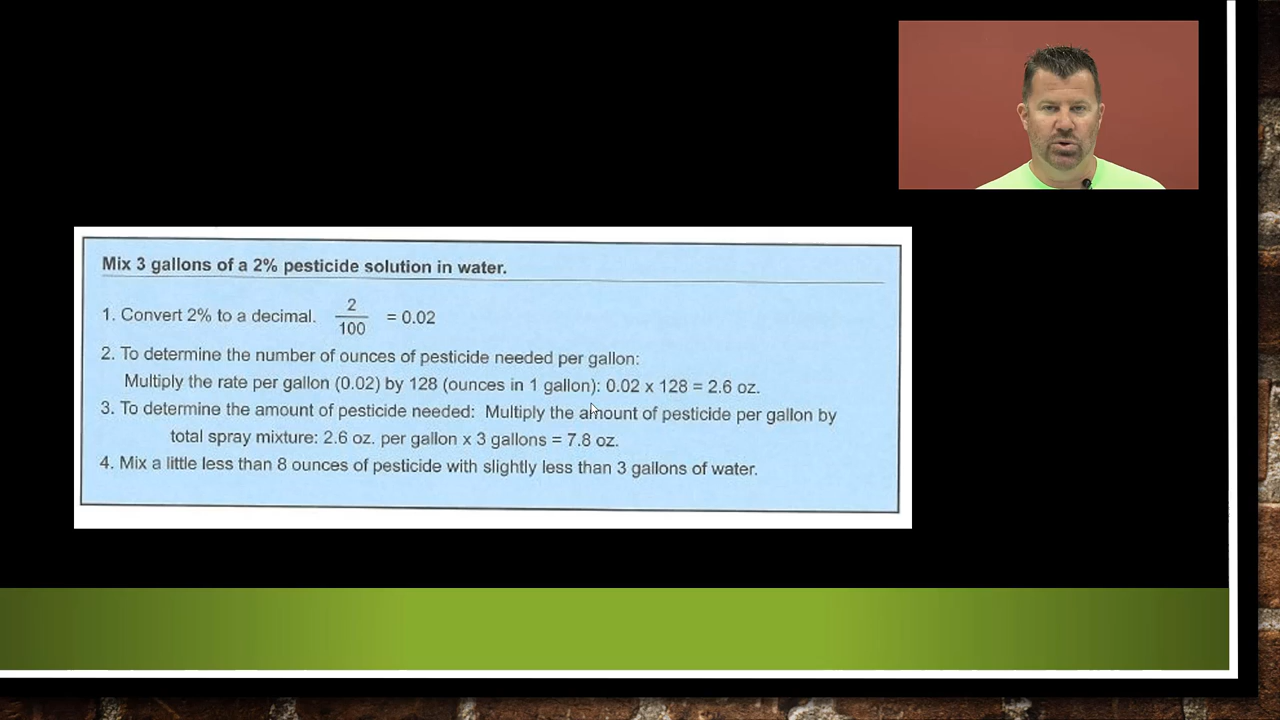 Mix 3 gallons of a 2% pesticide solution in water.
1. Convert 2% to a decimal. 2/100 = 0.02
2. To determine the number of ounces of pesticide needed per gallon:
Multiply the rate per gallon (0.02) by 128 (ounces in 1 gallon): 0.02 x 128 = 2.6 oz.
3. To determine the amount of pesticide needed: Multiply the amount of pesticide per gallon by
total spray mixture: 2.6 oz. per gallon x 3 gallons = 7.8 oz.
4. Mix a little less than 8 ounces of pesticide with slightly less than 3 gallons of water.